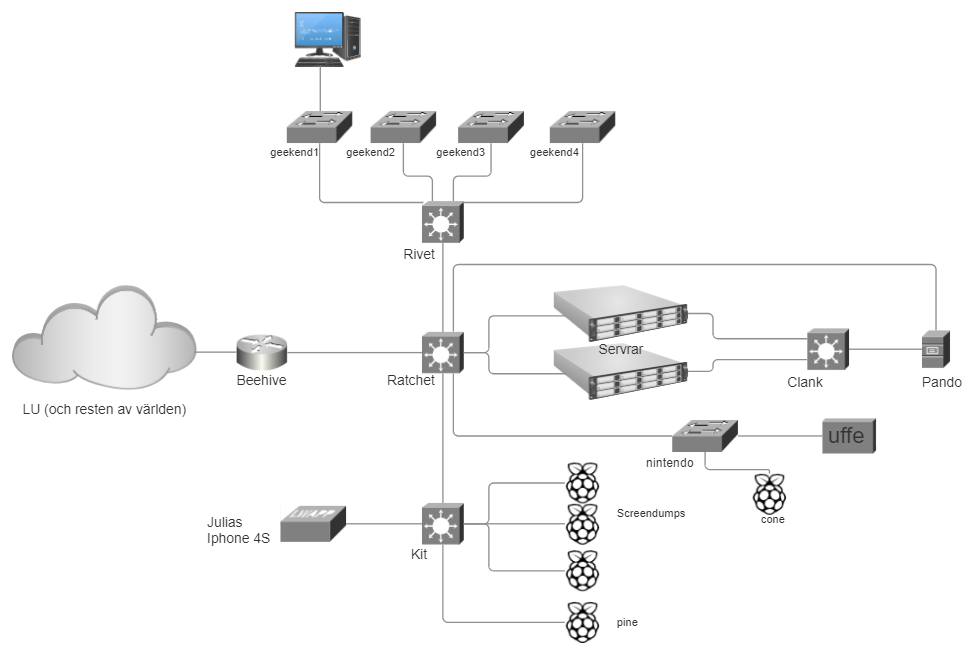 geekend1
geekend2
geekend3
geekend4
Rivet
Servrar
Beehive
Ratchet
Clank
Pando
LU (och resten av världen)
uffe
nintendo
Screendumps
cone
Julias
Iphone 4S
Kit
pine